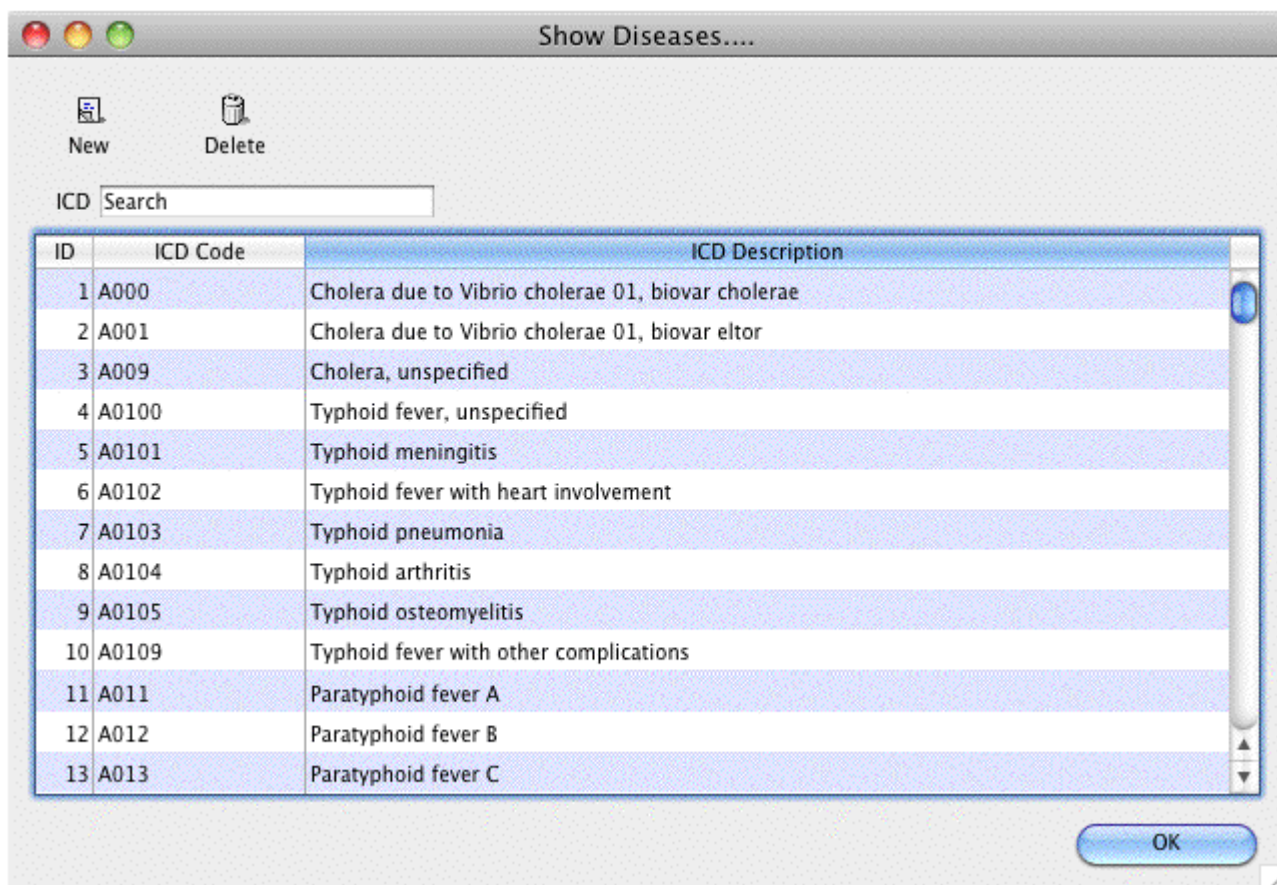 Show Diseases....
New Delete
ICD Search
ID ICD Code ICD Description
1 A000 Cholera due to Vibrio cholerae 01, biovar cholerae
2 A001 Cholera due to Vibrio cholerae 01, biovar eltor
3 A009 Cholera, unspecified
4 A0100 Typhoid fever, unspecified
5 A0101 Typhoid meningitis
6 A0102 Typhoid fever with heart involvement
7 A0103 Typhoid pneumonia
8 A0104 Typhoid arthritis
9 A0105 Typhoid osteomyelitis
10 A0109 Typhoid fever with other complications
11 A011 Paratyphoid fever A
12 A012 Paratyphoid fever B
13 A013 Paratyphoid fever C
OK